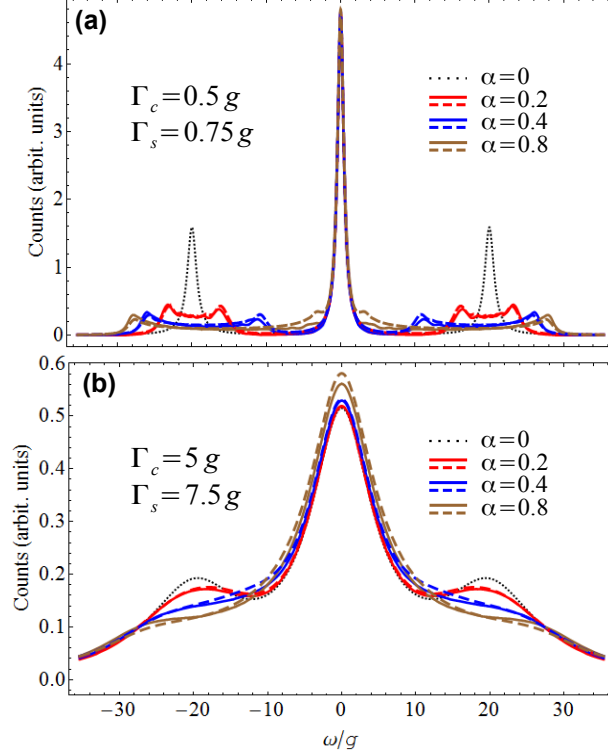 (a)
Γc = 0.5 g
Γs = 0.75 g
α = 0
α = 0.2
α = 0.4
α = 0.8
Counts (arbit. units)
4
3
2
1
0
(b)
Γc = 5 g
Γs = 7.5 g
α = 0
α = 0.2
α = 0.4
α = 0.8
Counts (arbit. units)
0.6
0.5
0.4
0.3
0.2
0.1
0.0
−30 −20 −10 0 10 20 30
ω/g